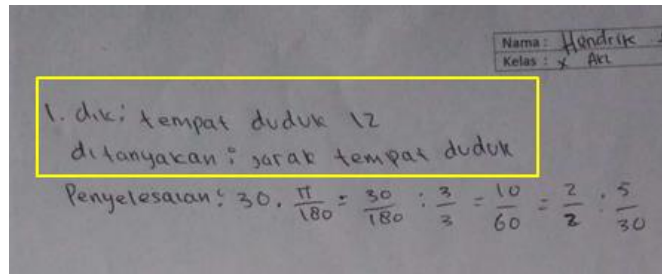 Nama : Hendrik
Kelas : X AKL
1. dik: tempat duduk 12
ditanyakan : jarak tempat duduk
Penyelesaian : 30 . π/180 = 30/180 : 3/3 = 10/60 = 2/2 : 5/30